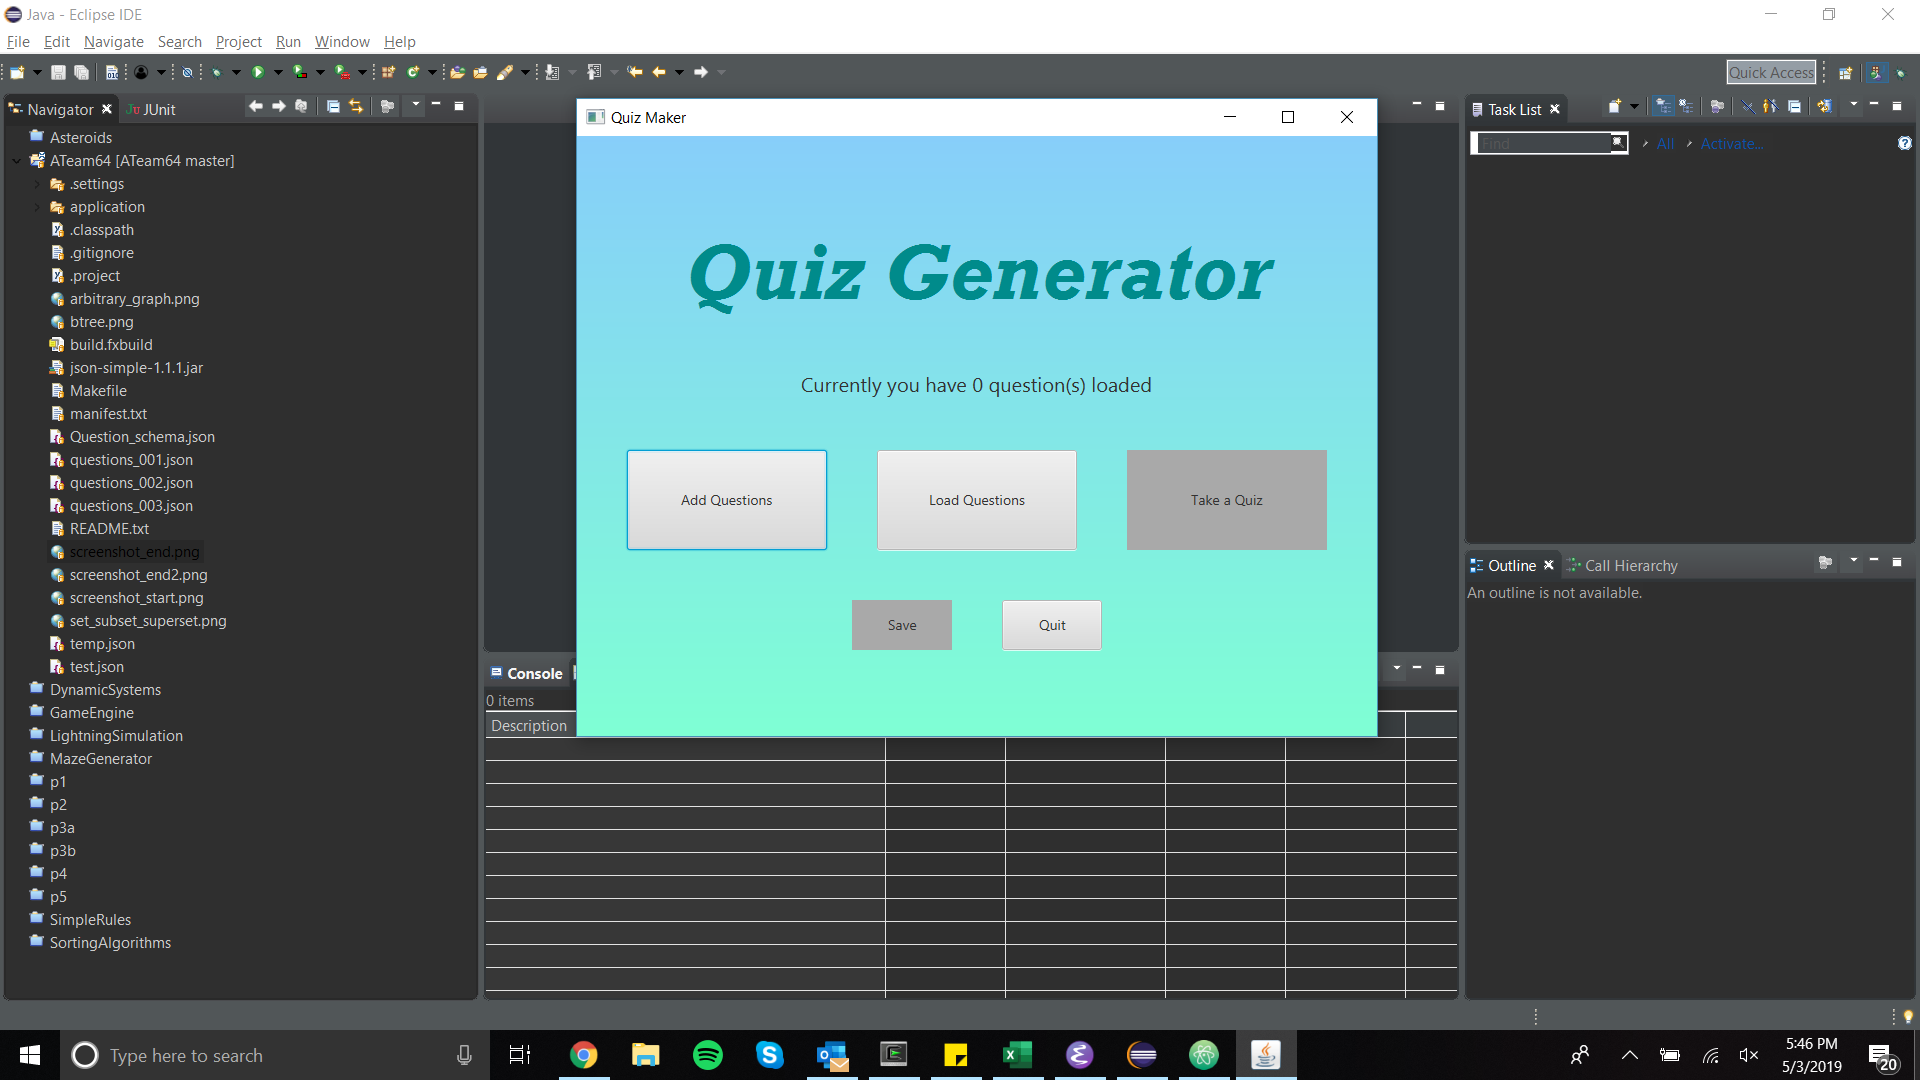 Java - Eclipse IDE
File Edit Navigate Search Project Run Window Help
Quick Access
Navigator
JUnit
Asteroids
ATeam64 [ATeam64 master]
.settings
application
.classpath
.gitignore
.project
arbitrary_graph.png
btree.png
build.fxbuild
json-simple-1.1.1.jar
Makefile
manifest.txt
Question_schema.json
questions_001.json
questions_002.json
questions_003.json
README.txt
screenshot_end.png
screenshot_end2.png
screenshot_start.png
set_subset_superset.png
temp.json
test.json
DynamicSystems
GameEngine
LightningSimulation
MazeGenerator
p1
p2
p3a
p3b
p4
p5
SimpleRules
SortingAlgorithms
Quiz Maker
Quiz Generator
Currently you have 0 question(s) loaded
Add Questions
Load Questions
Take a Quiz
Save
Quit
Console
0 items
Description
Task List
Find
All
Activate...
Outline
Call Hierarchy
An outline is not available.
Type here to search
5:46 PM
5/3/2019
20